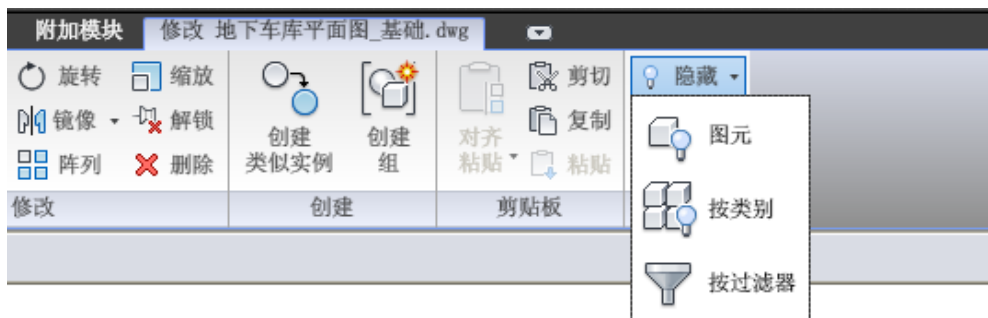 附加模块 修改 地下车库平面图_基础.dwg
旋转 缩放 剪切 隐藏
镜像 解锁 创建 类似实例 创建 组 对齐 粘贴 复制
阵列 删除 粘贴
修改 创建 剪贴板
图元
按类别
按过滤器